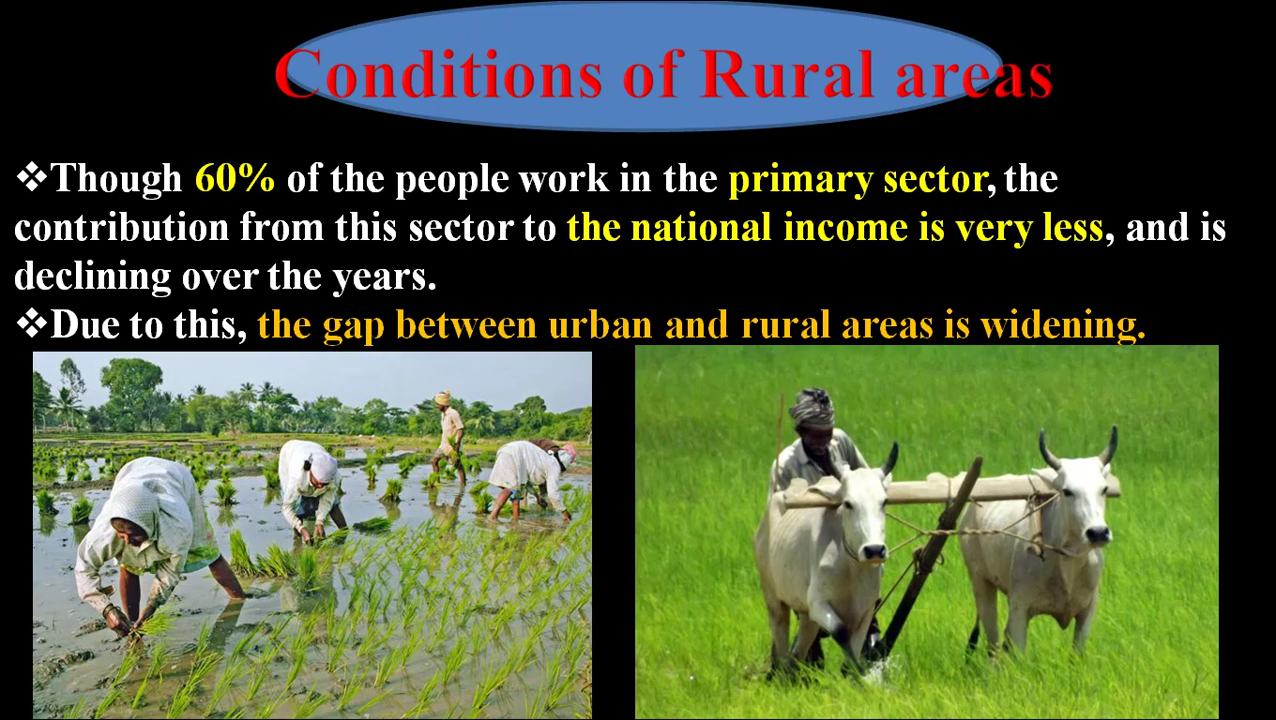 Conditions of Rural areas
❖Though 60% of the people work in the primary sector, the
contribution from this sector to the national income is very less, and is
declining over the years.
❖Due to this, the gap between urban and rural areas is widening.